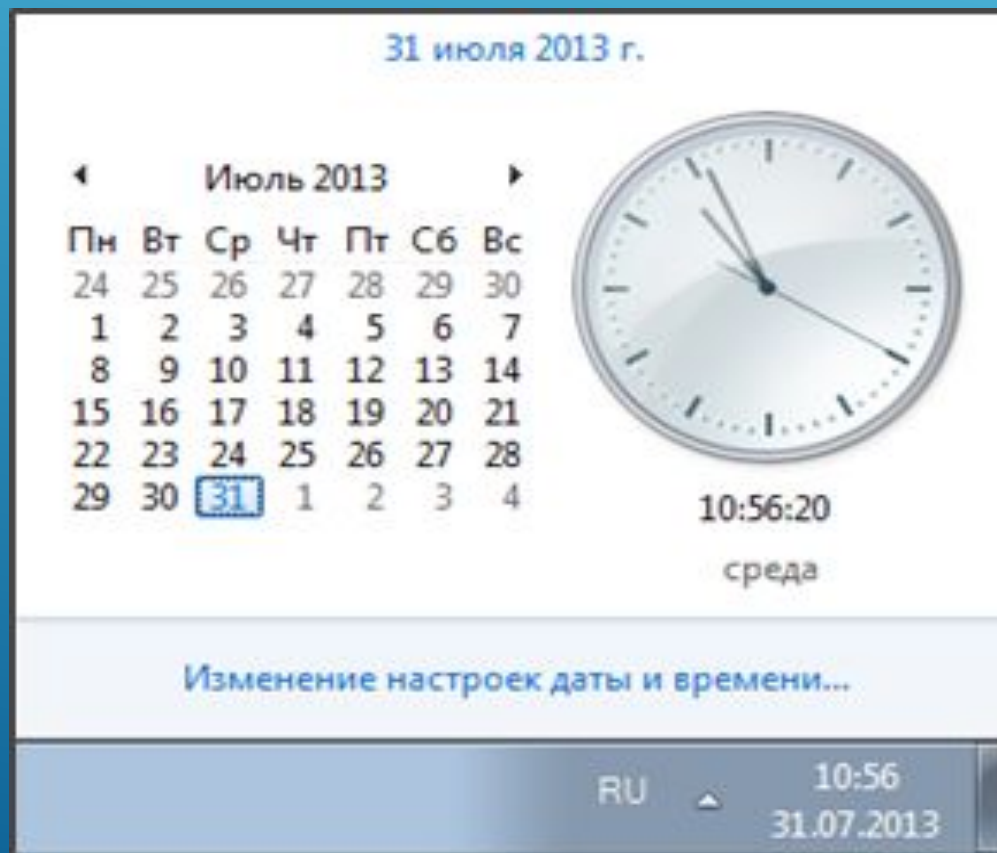 31 июля 2013 г.
Июль 2013
Пн Вт Ср Чт Пт Сб Вс
24 25 26 27 28 29 30
1 2 3 4 5 6 7
8 9 10 11 12 13 14
15 16 17 18 19 20 21
22 23 24 25 26 27 28
29 30 31 1 2 3 4
10:56:20
среда
Изменение настроек даты и времени...
RU
10:56
31.07.2013